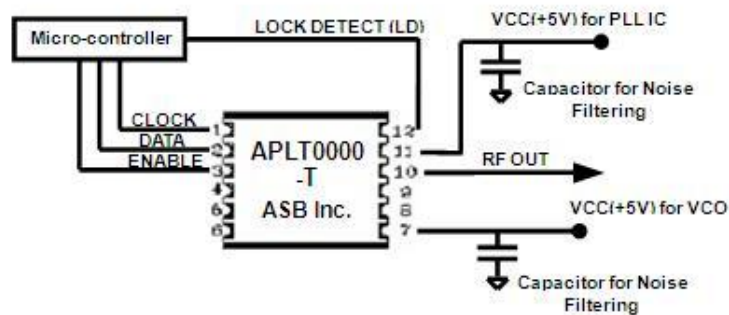 Micro-controller
LOCK DETECT (LD)
VCC(+5V) for PLL IC
Capacitor for Noise
Filtering
CLOCK
DATA
ENABLE
1
2
3
4
5
6
APLT0000
-T
ASB Inc.
12
11
10
9
8
7
RF OUT
VCC(+5V) for VCO
Capacitor for Noise
Filtering